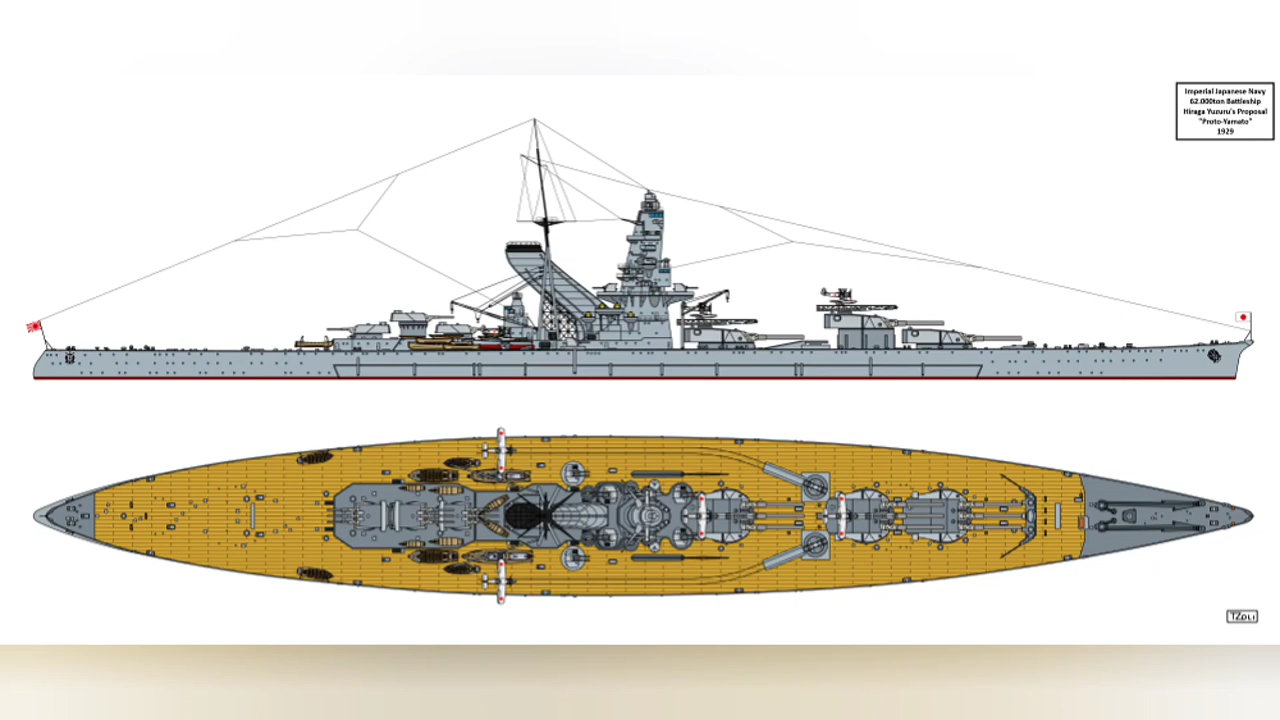 Imperial Japanese Navy
62.000ton Battleship
Hiraga Yuzuru's Proposal
"Proto-Yamato"
1929
TZoLi